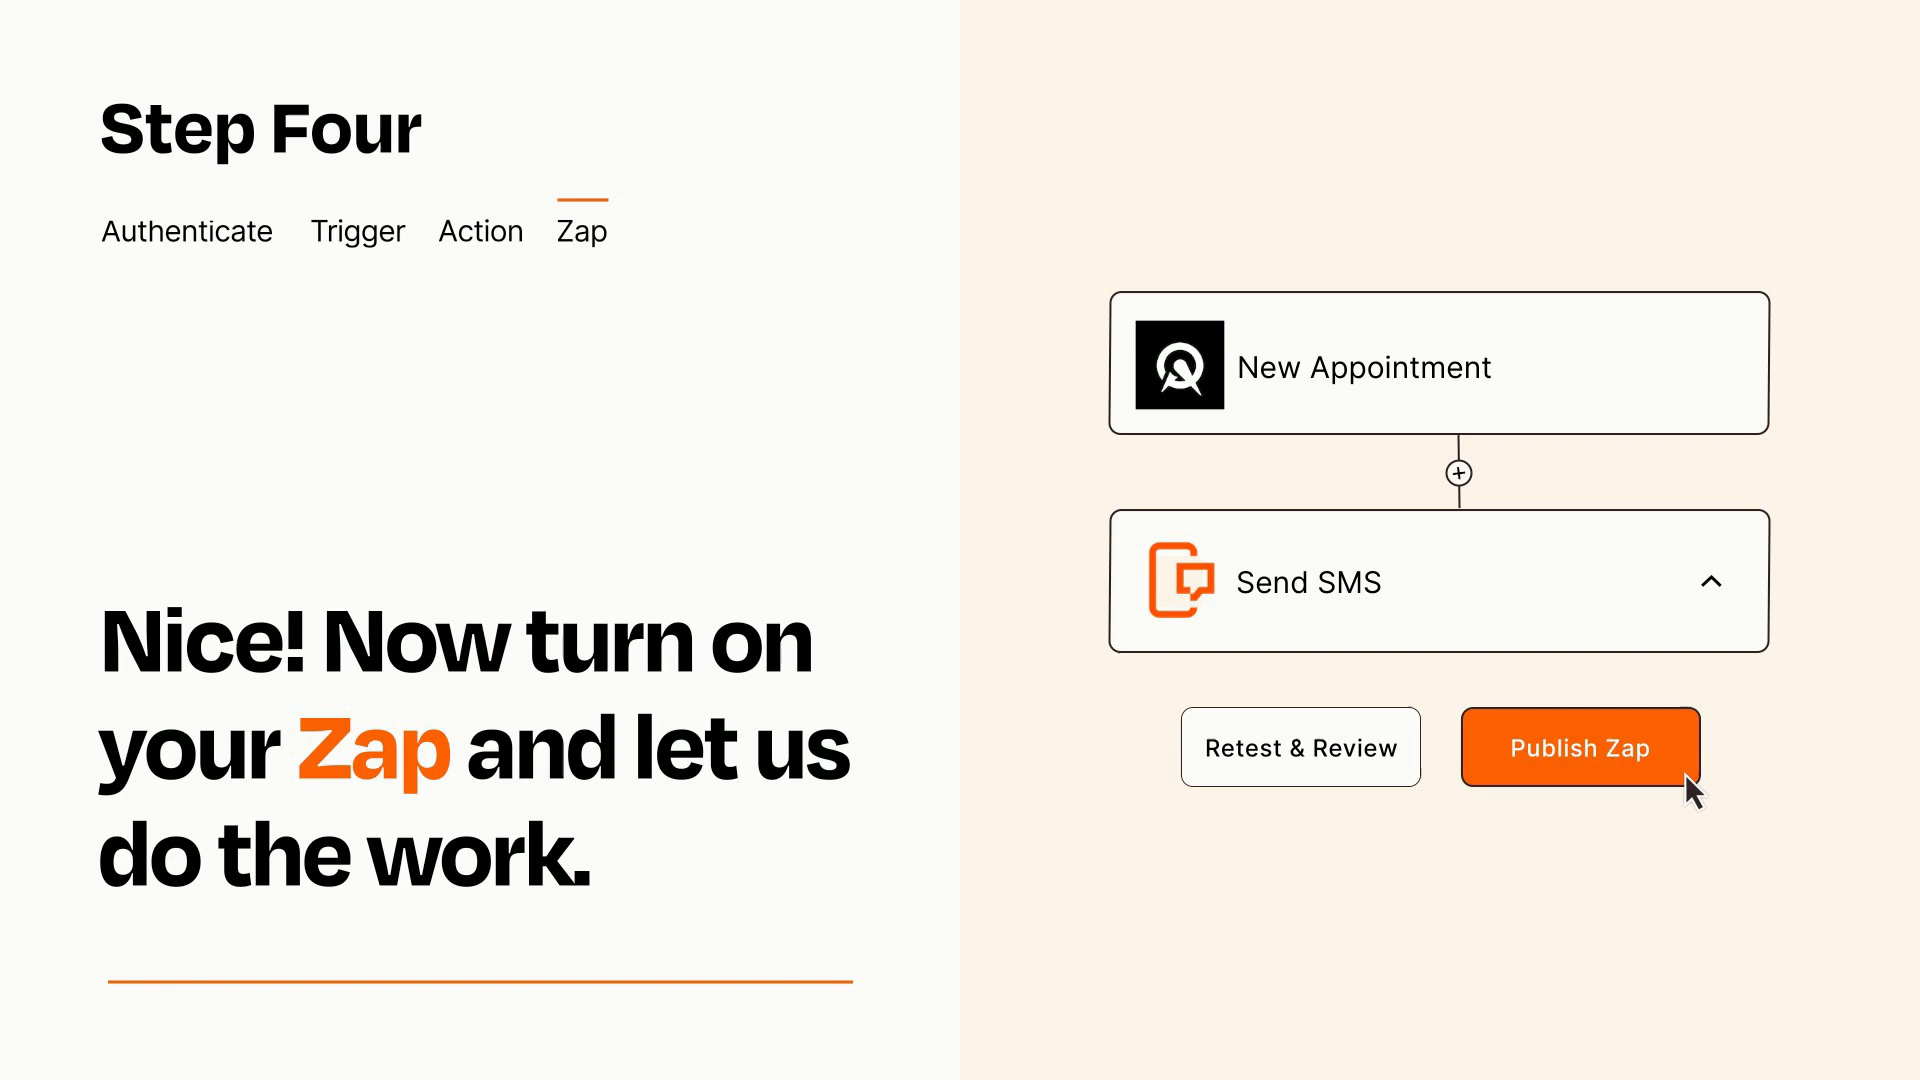 Step Four
Authenticate Trigger Action Zap
Nice! Now turn on
your Zap and let us
do the work.
New Appointment
Send SMS
Retest & Review
Publish Zap